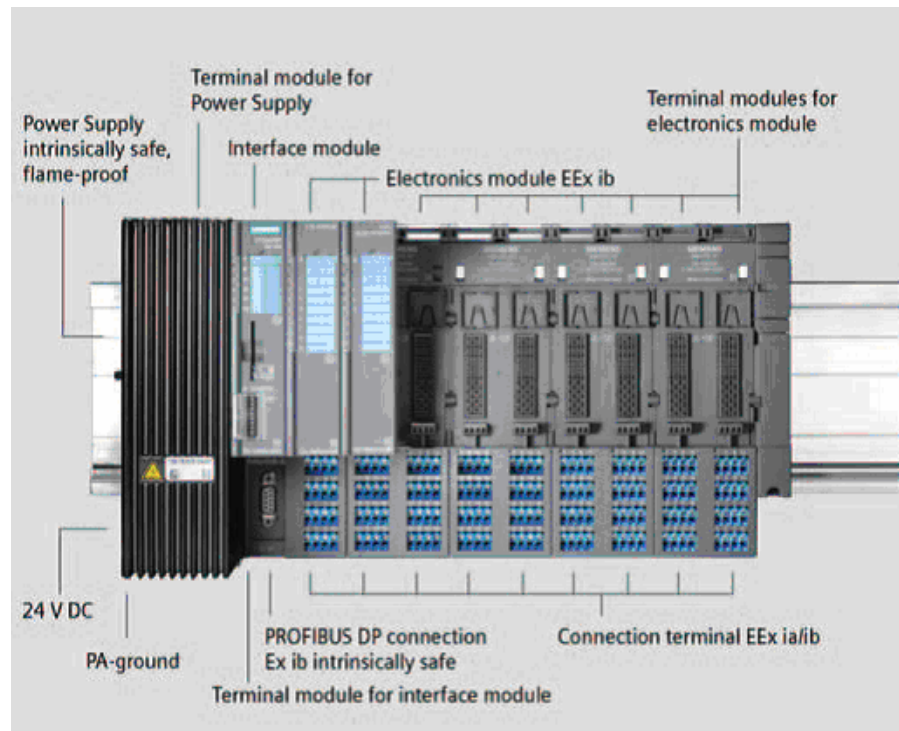 Terminal module for
Power Supply
Terminal modules for
electronics module
Power Supply
intrinsically safe,
flame-proof
Interface module
Electronics module EEx ib
SIEMENS
24 V DC
PA-ground
PROFIBUS DP connection
Ex ib intrinsically safe
Connection terminal EEx ia/ib
Terminal module for interface module